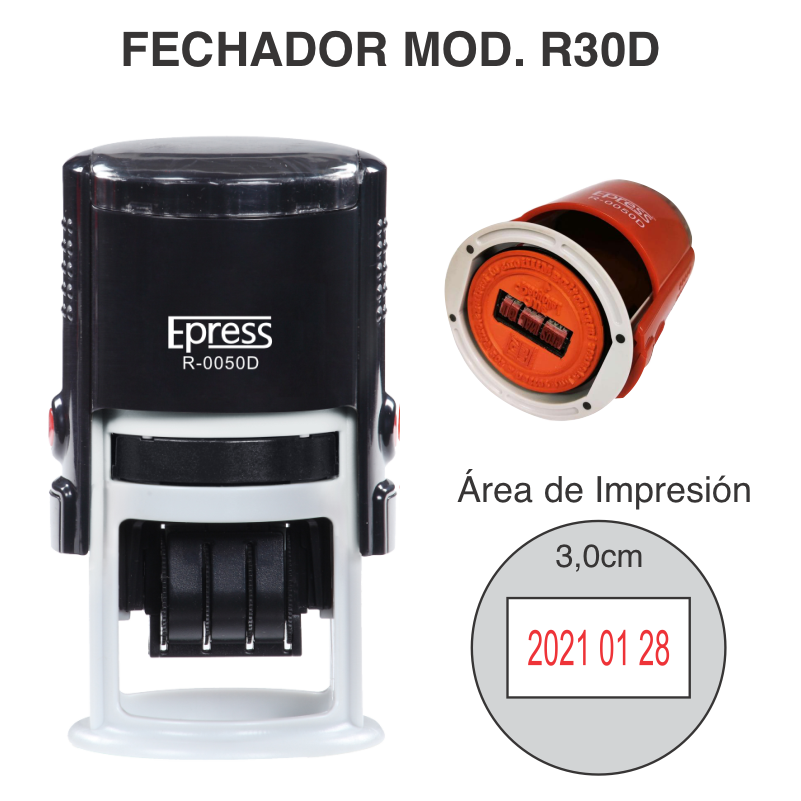 FECHADOR MOD. R30D
Epress
R-0050D
Epress
R-0050D
Área de Impresión
3,0cm
2021 01 28